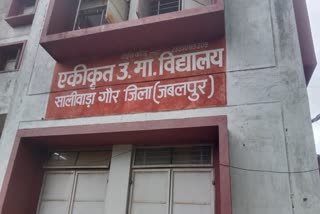 एकीकृत उ. मा. विद्यालय
सालीवाड़ा गौर जिला (जबलपुर)